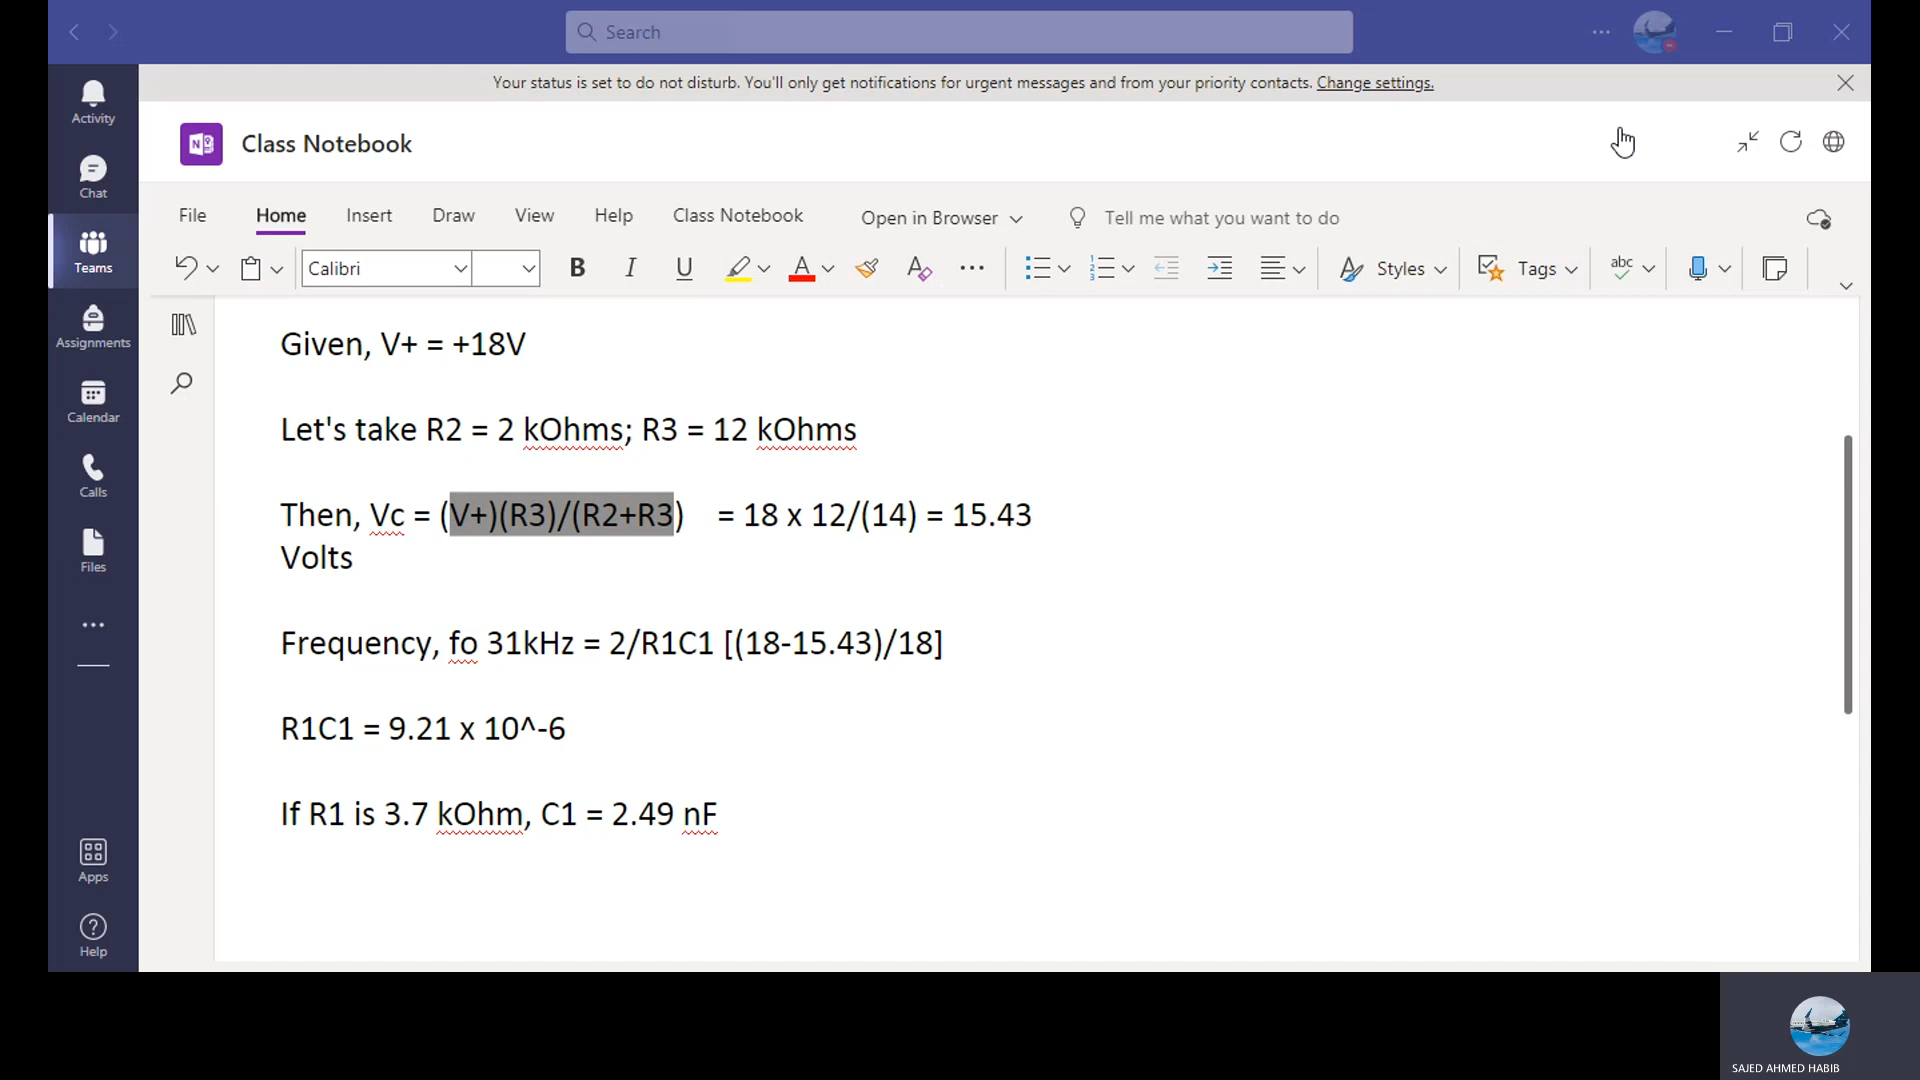 Search
Your status is set to do not disturb. You'll only get notifications for urgent messages and from your priority contacts. Change settings.
Activity
Chat
Teams
Assignments
Calendar
Calls
Files
Apps
Help
N
Class Notebook
File Home Insert Draw View Help Class Notebook Open in Browser Tell me what you want to do
Calibri B I U A A Styles Tags abc
Given, V+ = +18V
Let's take R2 = 2 kOhms; R3 = 12 kOhms
Then, Vc = (V+)(R3)/(R2+R3) = 18 x 12/(14) = 15.43
Volts
Frequency, fo 31kHz = 2/R1C1 [(18-15.43)/18]
R1C1 = 9.21 x 10^-6
If R1 is 3.7 kOhm, C1 = 2.49 nF
SAJED AHMED HABIB